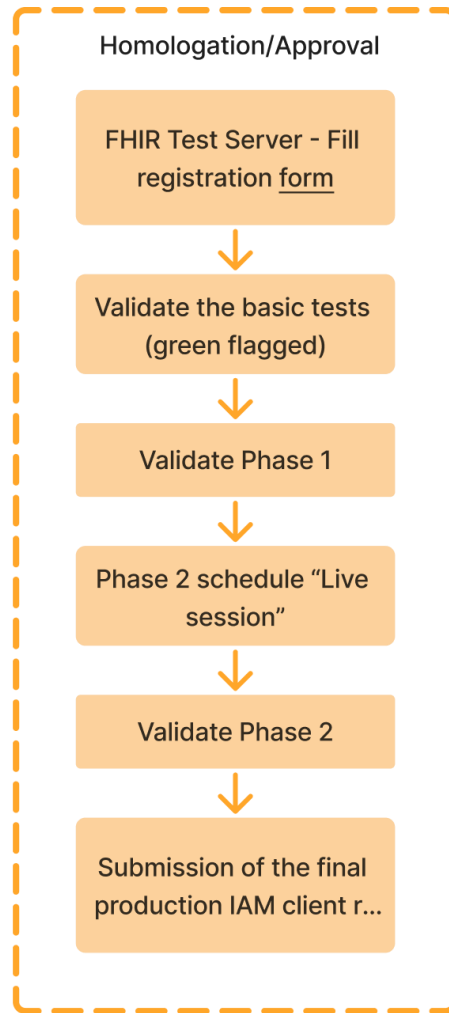 Homologation/Approval
FHIR Test Server - Fill
registration form
Validate the basic tests
(green flagged)
Validate Phase 1
Phase 2 schedule “Live
session”
Validate Phase 2
Submission of the final
production IAM client r...